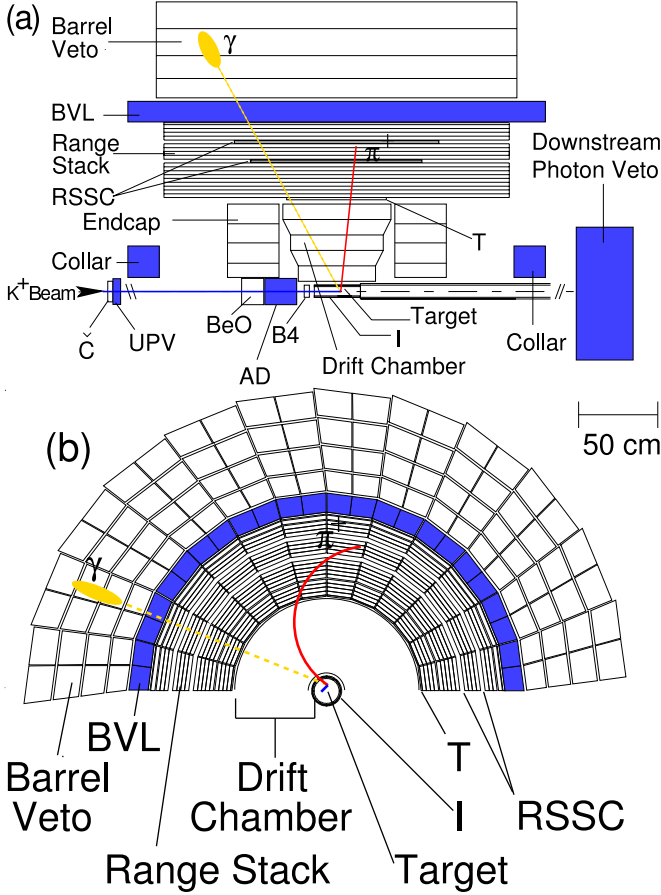 (a)
Barrel
Veto
γ
BVL
Range
Stack
π+
RSSC
Downstream
Photon Veto
Endcap
T
Collar
K+Beam
Č
UPV
BeO
AD
B4
I
Target
Drift Chamber
Collar
50 cm
(b)
π+
γ
BVL
Barrel
Veto
Drift
Chamber
T
I
RSSC
Range Stack
Target